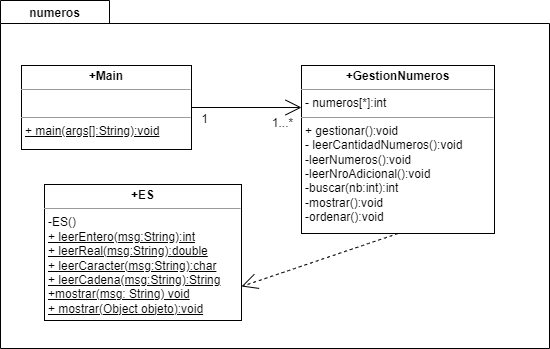 numeros
+Main
+ main(args[]:String):void
1
1...*
+GestionNumeros
- numeros[*]:int
+ gestionar():void
- leerCantidadNumeros():void
-leerNumeros():void
-leerNroAdicional():void
-buscar(nb:int):int
-mostrar():void
-ordenar():void
+ES
-ES()
+ leerEntero(msg:String):int
+ leerReal(msg;String):double
+ leerCaracter(msg:String):char
+ leerCadena(msg:String):String
+mostrar(msg: String) void
+ mostrar(Object objeto):void